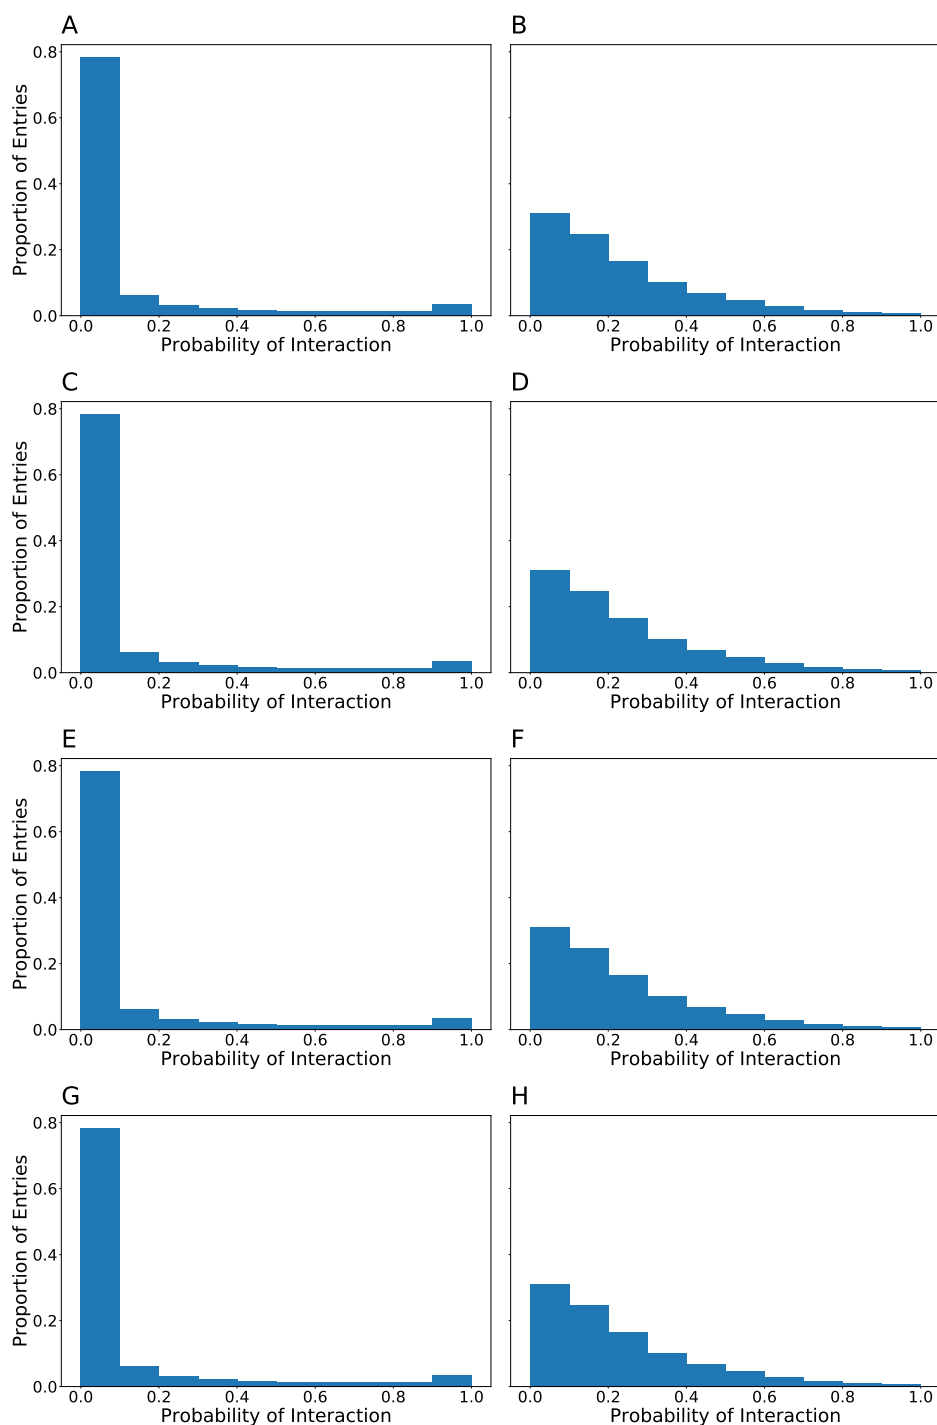 A
B
0.8
0.6
0.4
0.2
0.0
Proportion of Entries
0.0 0.2 0.4 0.6 0.8 1.0
0.0 0.2 0.4 0.6 0.8 1.0
Probability of Interaction
Probability of Interaction
C
D
0.8
0.6
0.4
0.2
0.0
Proportion of Entries
0.0 0.2 0.4 0.6 0.8 1.0
0.0 0.2 0.4 0.6 0.8 1.0
Probability of Interaction
Probability of Interaction
E
F
0.8
0.6
0.4
0.2
0.0
Proportion of Entries
0.0 0.2 0.4 0.6 0.8 1.0
0.0 0.2 0.4 0.6 0.8 1.0
Probability of Interaction
Probability of Interaction
G
H
0.8
0.6
0.4
0.2
0.0
Proportion of Entries
0.0 0.2 0.4 0.6 0.8 1.0
0.0 0.2 0.4 0.6 0.8 1.0
Probability of Interaction
Probability of Interaction